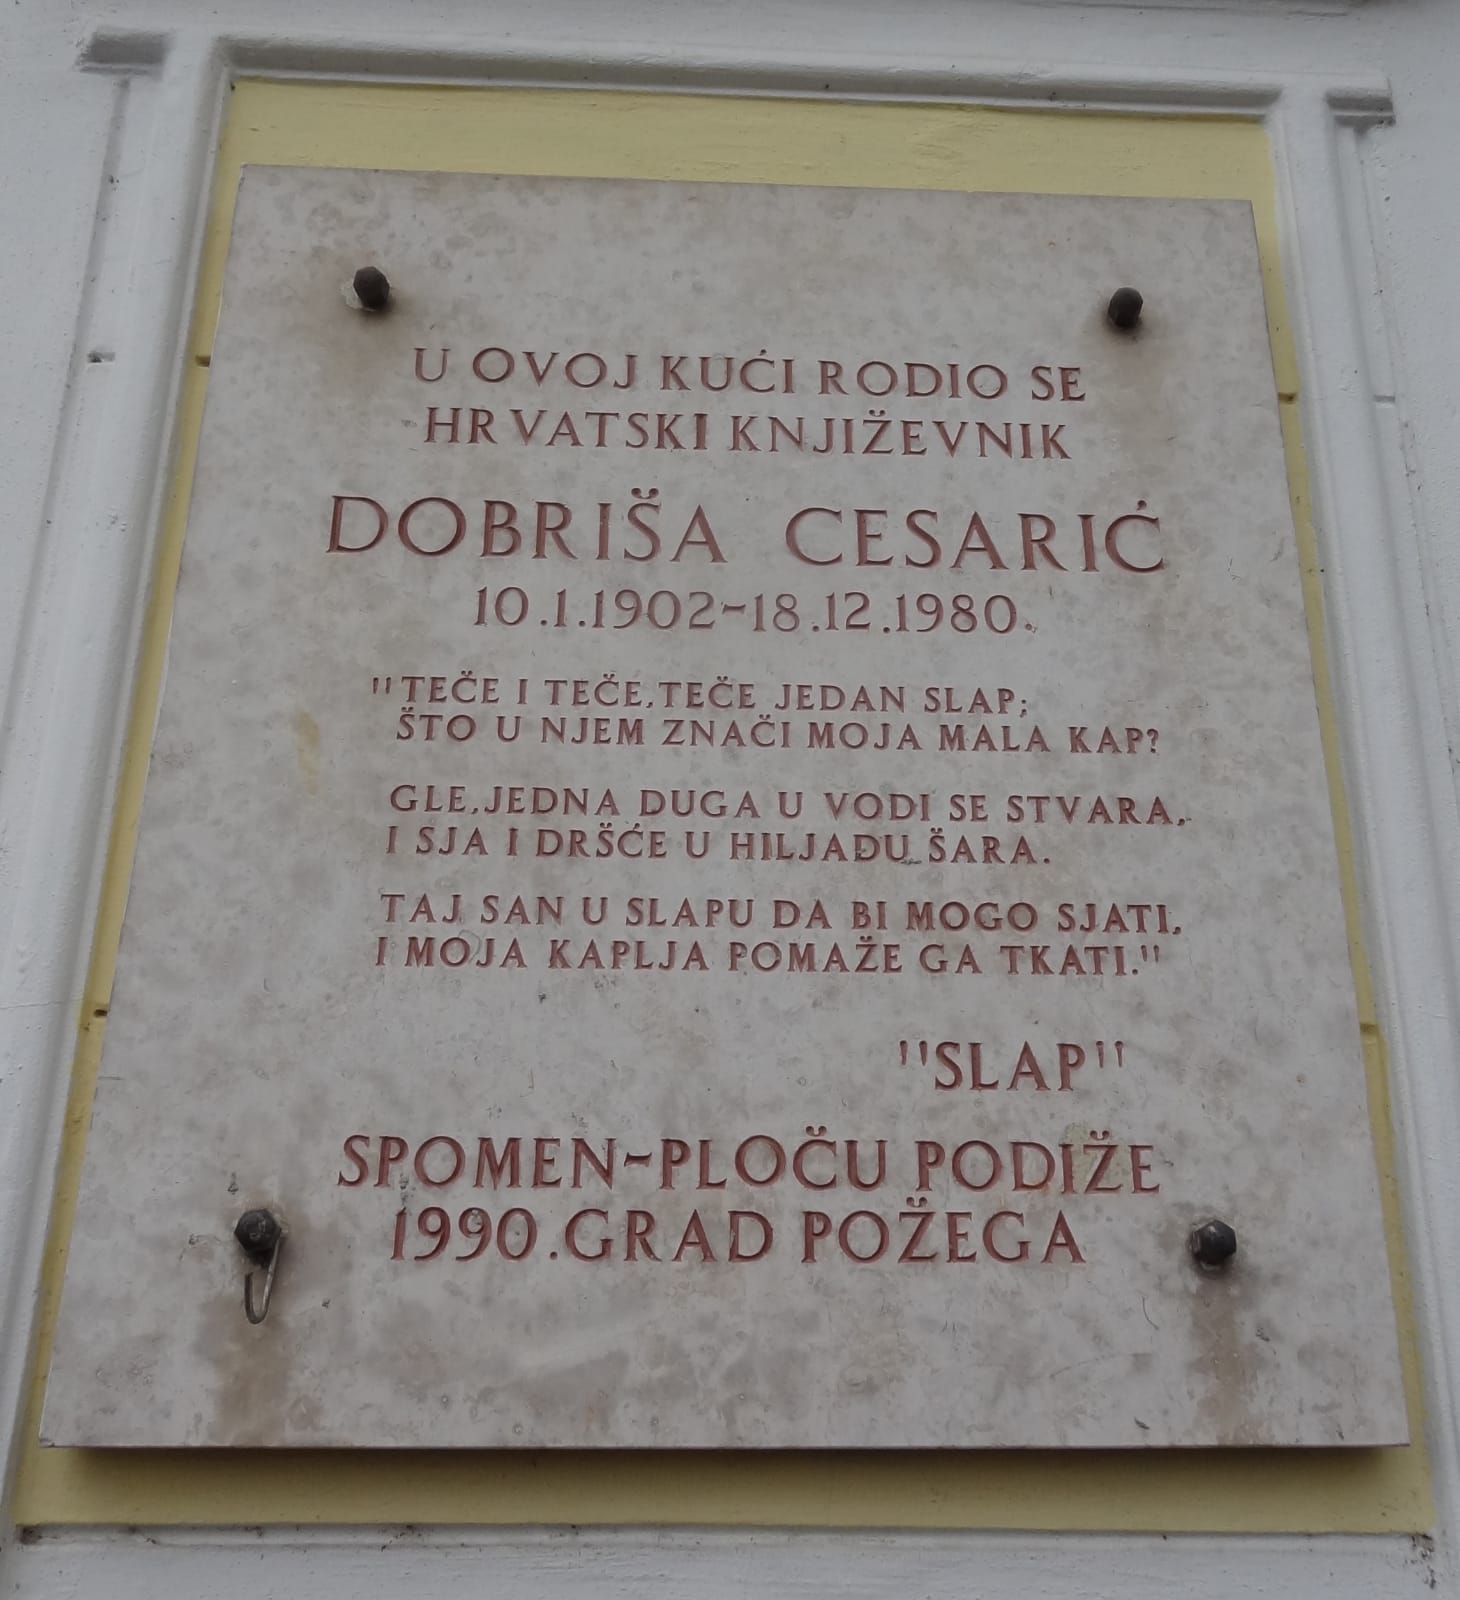 U OVOJ KUĆI RODIO SE
HRVATSKI KNJIŽEVNIK
DOBRIŠA CESARIĆ
10.1.1902-18.12.1980.
"TEČE I TEČE, TEČE JEDAN SLAP;
ŠTO U NJEM ZNAČI MOJA MALA KAP?
GLE, JEDNA DUGA U VODI SE STVARA,
I SJA I DRŠĆE U HILJADU ŠARA.
TAJ SAN U SLAPU DA BI MOGO SJATI,
I MOJA KAPLJA POMAŽE GA TKATI."
"SLAP"
SPOMEN-PLOČU PODIŽE
1990. GRAD POŽEGA